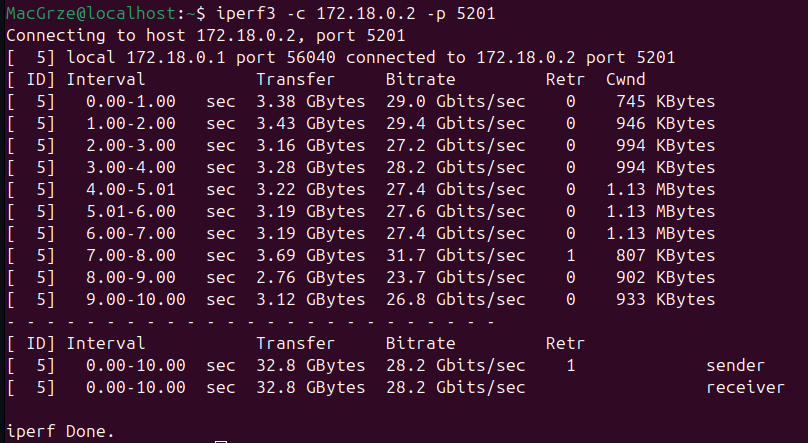 MacGrze@localhost:~$ iperf3 -c 172.18.0.2 -p 5201
Connecting to host 172.18.0.2, port 5201
[  5] local 172.18.0.1 port 56040 connected to 172.18.0.2 port 5201
[ ID] Interval           Transfer     Bitrate         Retr  Cwnd
[  5]   0.00-1.00   sec  3.38 GBytes  29.0 Gbits/sec    0    745 KBytes
[  5]   1.00-2.00   sec  3.43 GBytes  29.4 Gbits/sec    0    946 KBytes
[  5]   2.00-3.00   sec  3.16 GBytes  27.2 Gbits/sec    0    994 KBytes
[  5]   3.00-4.00   sec  3.28 GBytes  28.2 Gbits/sec    0    994 KBytes
[  5]   4.00-5.01   sec  3.22 GBytes  27.4 Gbits/sec    0   1.13 MBytes
[  5]   5.01-6.00   sec  3.19 GBytes  27.6 Gbits/sec    0   1.13 MBytes
[  5]   6.00-7.00   sec  3.19 GBytes  27.4 Gbits/sec    0   1.13 MBytes
[  5]   7.00-8.00   sec  3.69 GBytes  31.7 Gbits/sec    1    807 KBytes
[  5]   8.00-9.00   sec  2.76 GBytes  23.7 Gbits/sec    0    902 KBytes
[  5]   9.00-10.00  sec  3.12 GBytes  26.8 Gbits/sec    0    933 KBytes
- - - - - - - - - - - - - - - - - - - - - - - - -
[ ID] Interval           Transfer     Bitrate         Retr
[  5]   0.00-10.00  sec  32.8 GBytes  28.2 Gbits/sec    1             sender
[  5]   0.00-10.00  sec  32.8 GBytes  28.2 Gbits/sec                  receiver
iperf Done.